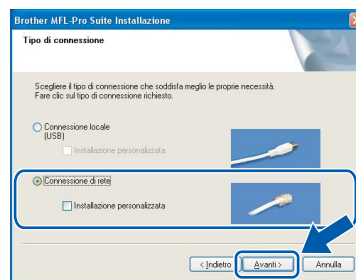 Brother MFL-Pro Suite Installazione
Tipo di connessione
Scegliere il tipo di connessione che soddisfa meglio le proprie necessità.
Fare clic sul tipo di connessione richiesto.
Connessione locale
(USB)
Installazione personalizzata
Connessione di rete
Installazione personalizzata
< Indietro
Avanti >
Annulla